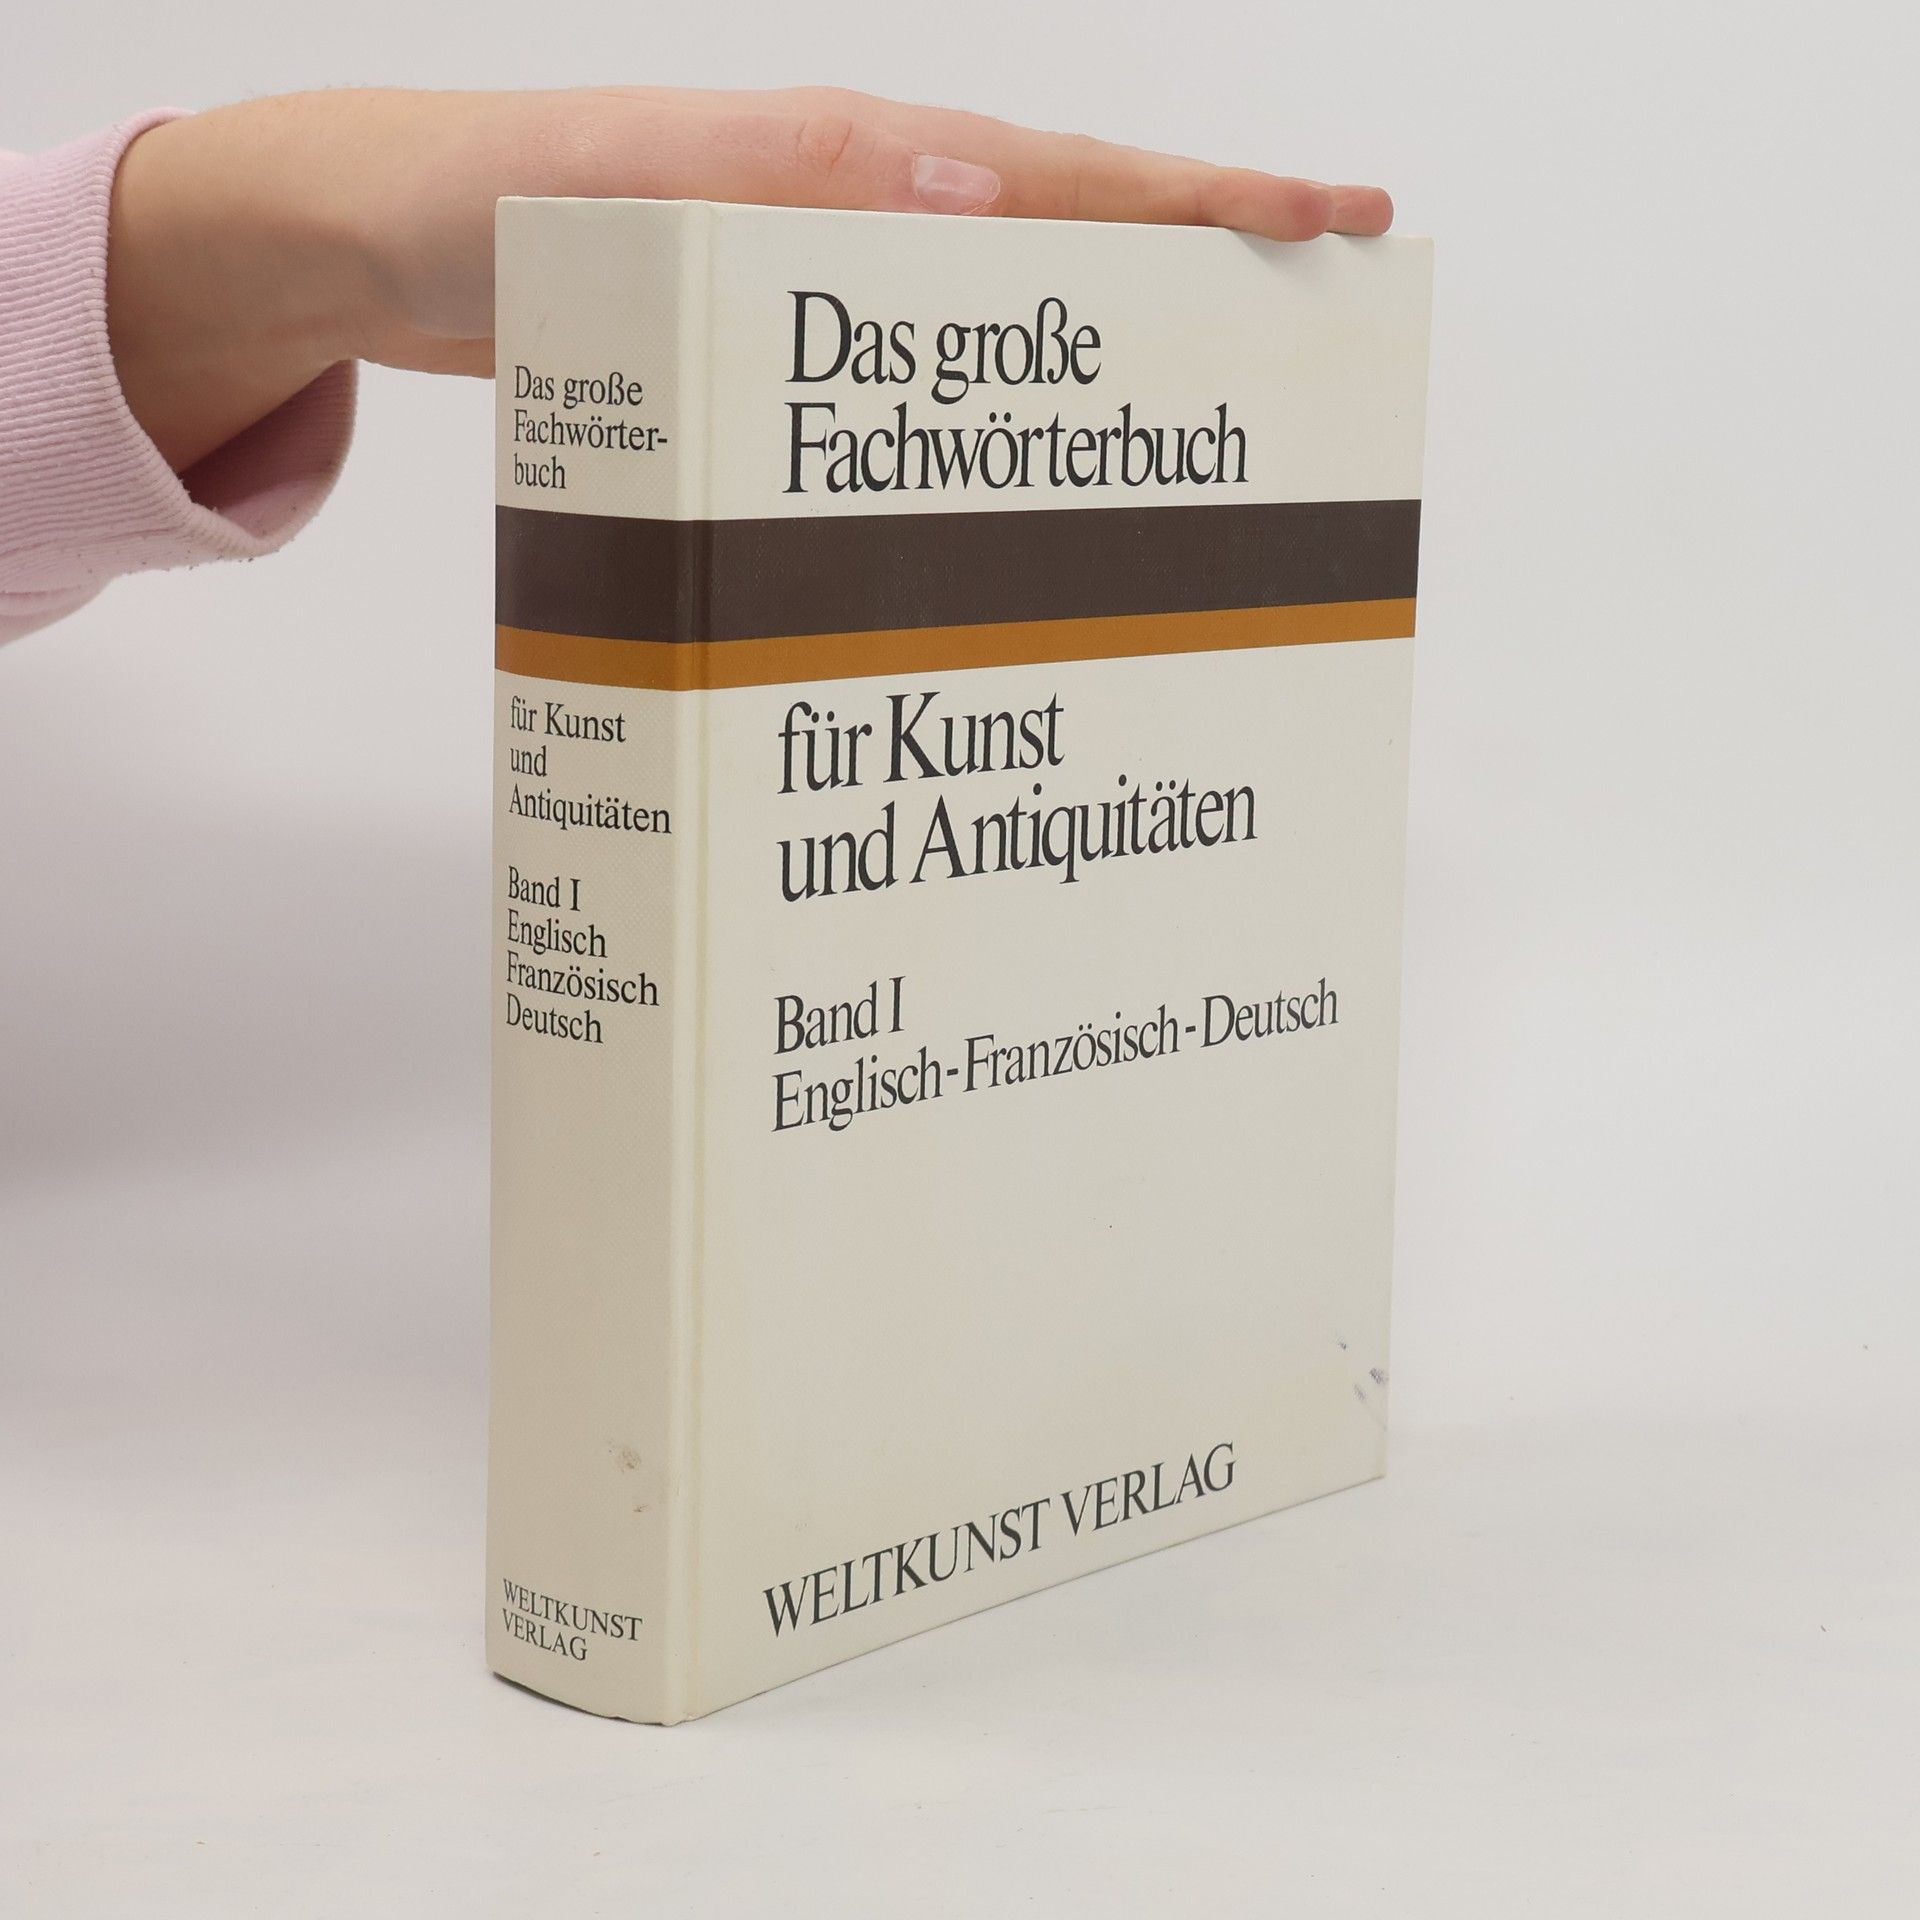 Das große
Fachwörter-
buch
für Kunst
und
Antiquitäten
Band I
Englisch
Französisch
Deutsch
WELTKUNST
VERLAG
Das große
Fachwörterbuch
für Kunst
und Antiquitäten
Band I
Englisch-Französisch-Deutsch
WELTKUNST VERLAG